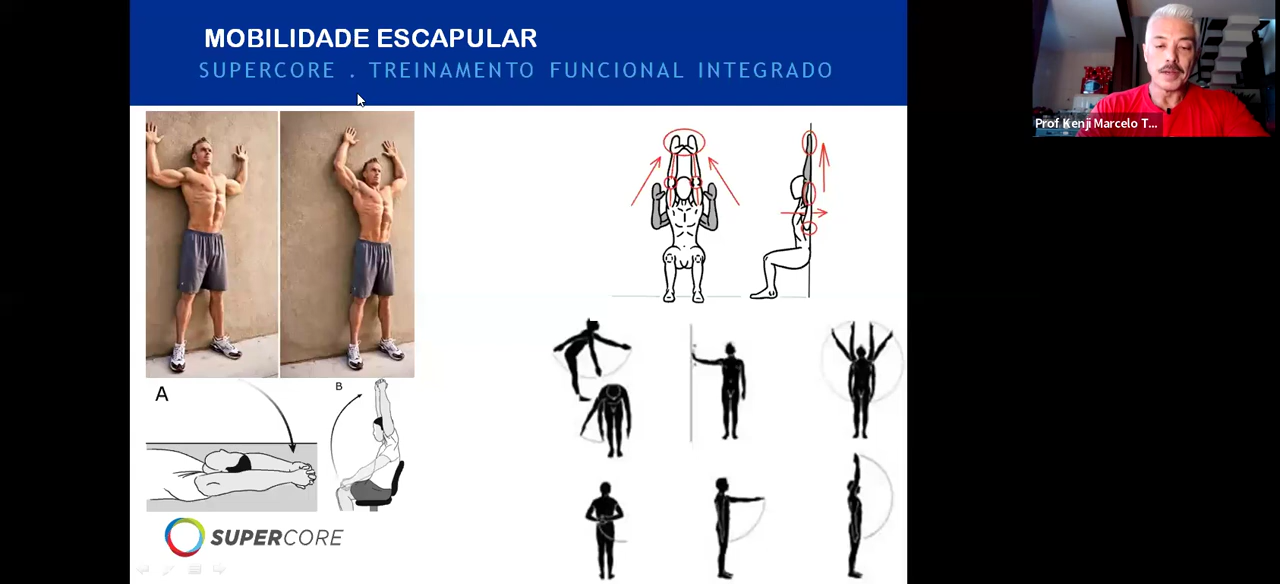 MOBILIDADE ESCAPULAR
SUPERCORE . TREINAMENTO FUNCIONAL INTEGRADO
Prof Kenji Marcelo T...
A
B
SUPERCORE